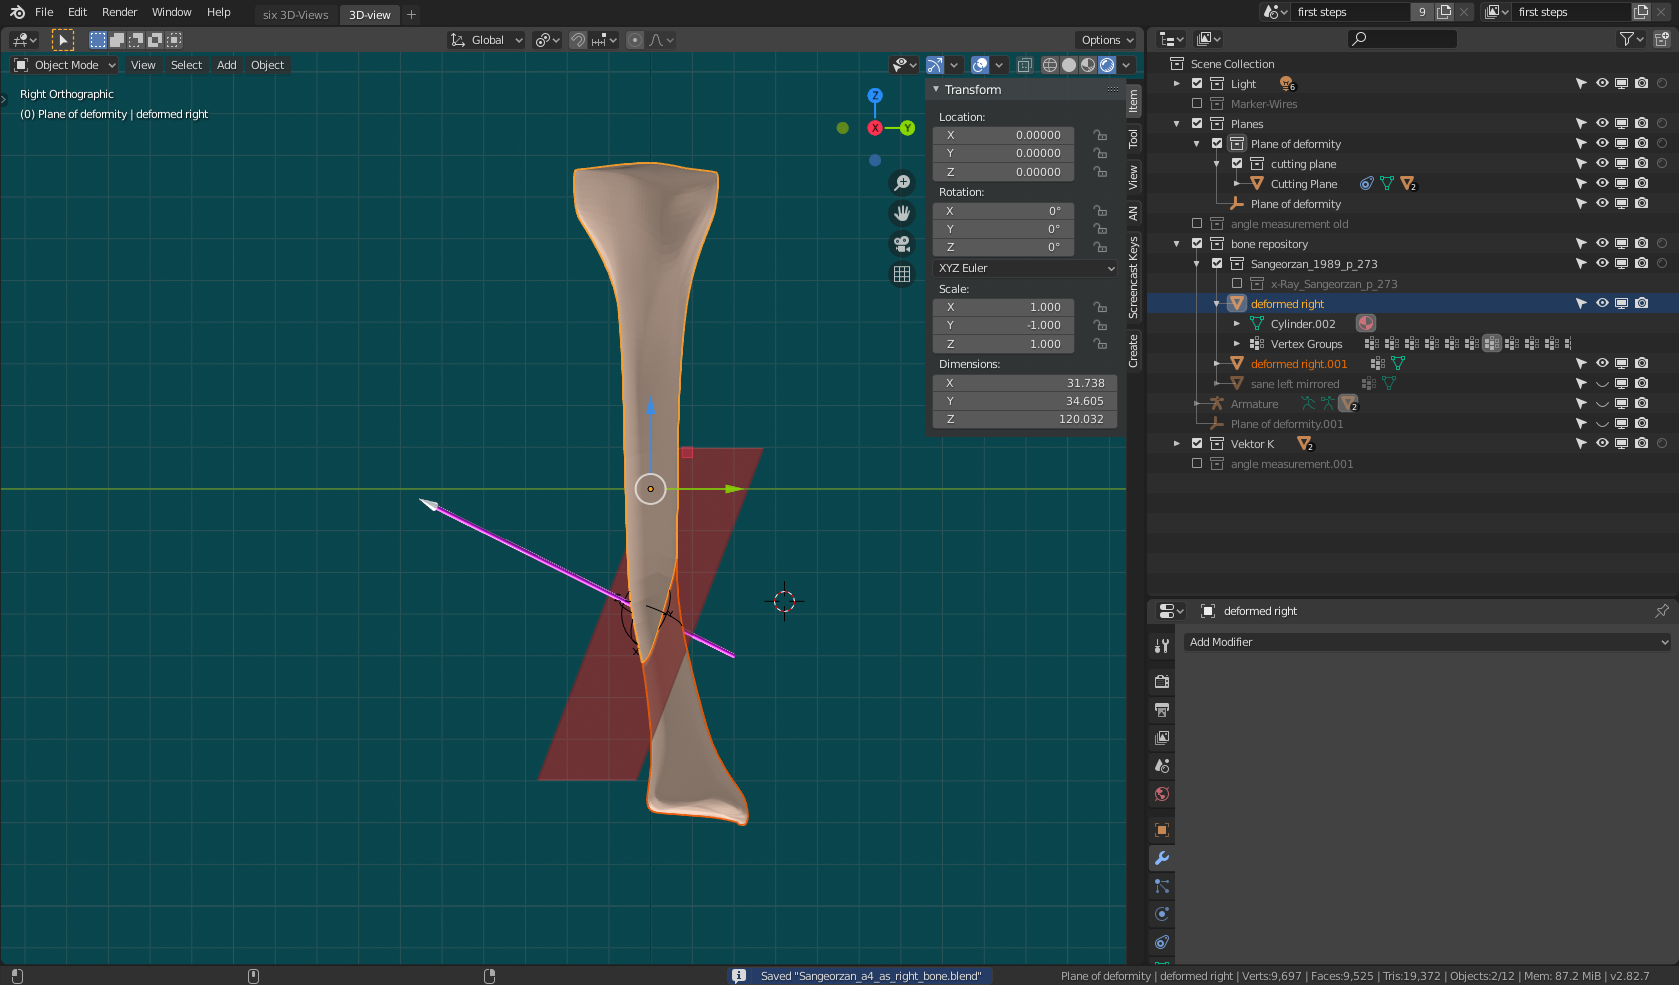 File Edit Render Window Help
six 3D-Views 3D-view +
first steps 9
first steps
Global
Options
Object Mode View Select Add Object
Right Orthographic
(0) Plane of deformity | deformed right
Z
X
Y
Transform
Location:
X 0.00000
Y 0.00000
Z 0.00000
Rotation:
X 0°
Y 0°
Z 0°
XYZ Euler
Scale:
X 1.000
Y -1.000
Z 1.000
Dimensions:
X 31.738
Y 34.605
Z 120.032
Item
Tool
View
AN
Screencast Keys
Create
Scene Collection
Light 6
Marker-Wires
Planes
Plane of deformity
cutting plane
Cutting Plane 2
Plane of deformity
angle measurement old
bone repository
Sangeorzan_1989_p_273
x-Ray_Sangeorzan_p_273
deformed right
Cylinder.002
Vertex Groups
deformed right.001
sane left mirrored
Armature 2
Plane of deformity.001
Vektor K 2
angle measurement.001
deformed right
Add Modifier
x
Saved "Sangeorzan_a4_as_right_bone.blend"
Plane of deformity | deformed right | Verts:9,697 | Faces:9,525 | Tris:19,372 | Objects:2/12 | Mem: 87.2 MiB | v2.82.7